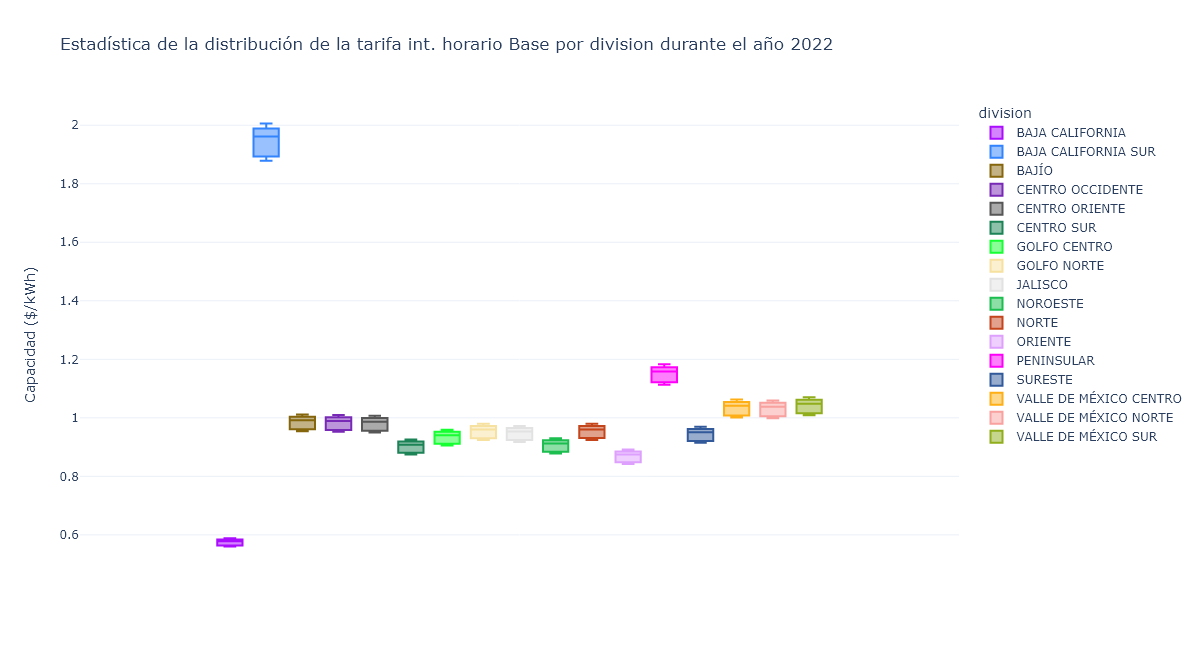 Estadística de la distribución de la tarifa int. horario Base por division durante el año 2022
Capacidad ($/kWh)
2
1.8
1.6
1.4
1.2
1
0.8
0.6
division
BAJA CALIFORNIA
BAJA CALIFORNIA SUR
BAJÍO
CENTRO OCCIDENTE
CENTRO ORIENTE
CENTRO SUR
GOLFO CENTRO
GOLFO NORTE
JALISCO
NOROESTE
NORTE
ORIENTE
PENINSULAR
SURESTE
VALLE DE MÉXICO CENTRO
VALLE DE MÉXICO NORTE
VALLE DE MÉXICO SUR